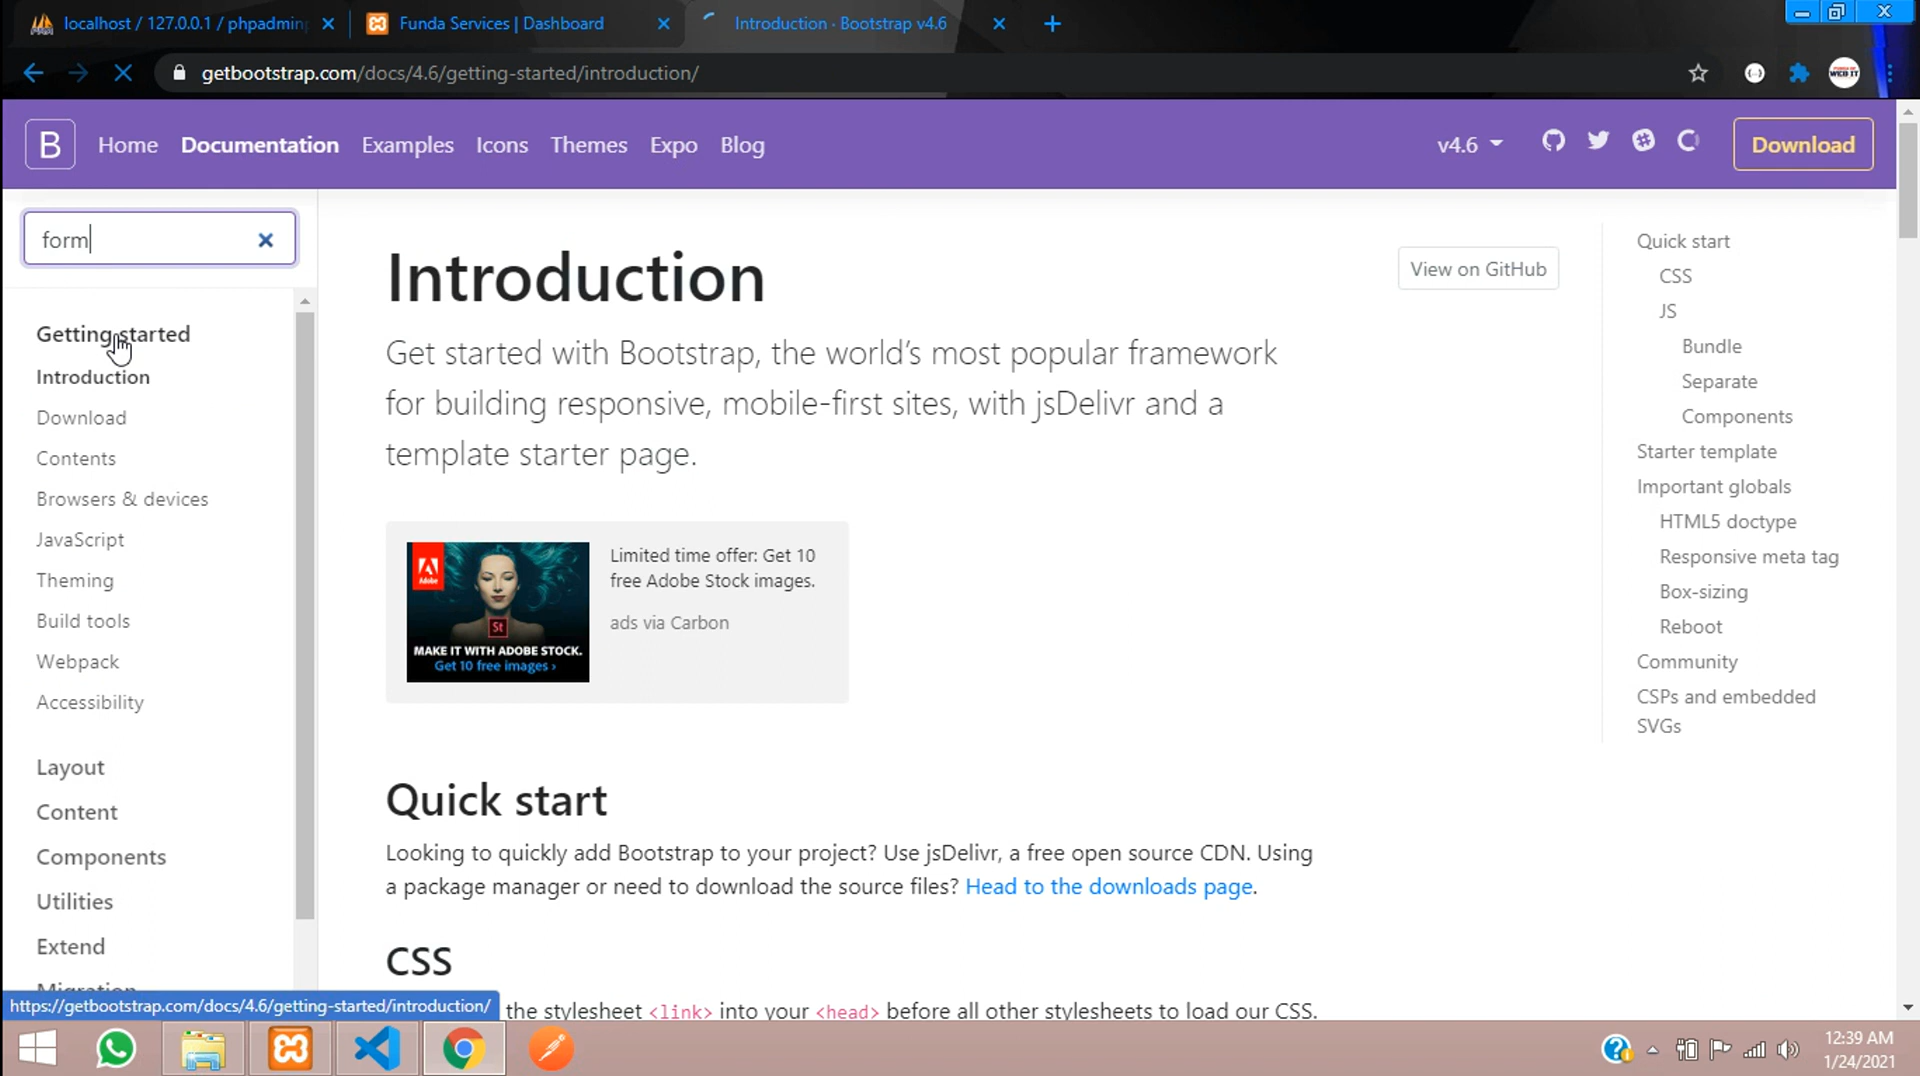 localhost / 127.0.0.1 / phpadmin
Funda Services | Dashboard
Introduction · Bootstrap v4.6
getbootstrap.com/docs/4.6/getting-started/introduction/
WEB IT
B
Home
Documentation
Examples
Icons
Themes
Expo
Blog
v4.6
Download
form
Getting started
Introduction
Download
Contents
Browsers & devices
JavaScript
Theming
Build tools
Webpack
Accessibility
Layout
Content
Components
Utilities
Extend
Migration
https://getbootstrap.com/docs/4.6/getting-started/introduction/
Introduction
View on GitHub
Get started with Bootstrap, the world’s most popular framework
for building responsive, mobile-first sites, with jsDelivr and a
template starter page.
Adobe
St
MAKE IT WITH ADOBE STOCK.
Get 10 free images ›
Limited time offer: Get 10
free Adobe Stock images.
ads via Carbon
Quick start
Looking to quickly add Bootstrap to your project? Use jsDelivr, a free open source CDN. Using
a package manager or need to download the source files? Head to the downloads page.
CSS
the stylesheet <link> into your <head> before all other stylesheets to load our CSS.
Quick start
CSS
JS
Bundle
Separate
Components
Starter template
Important globals
HTML5 doctype
Responsive meta tag
Box-sizing
Reboot
Community
CSPs and embedded
SVGs
12:39 AM
1/24/2021